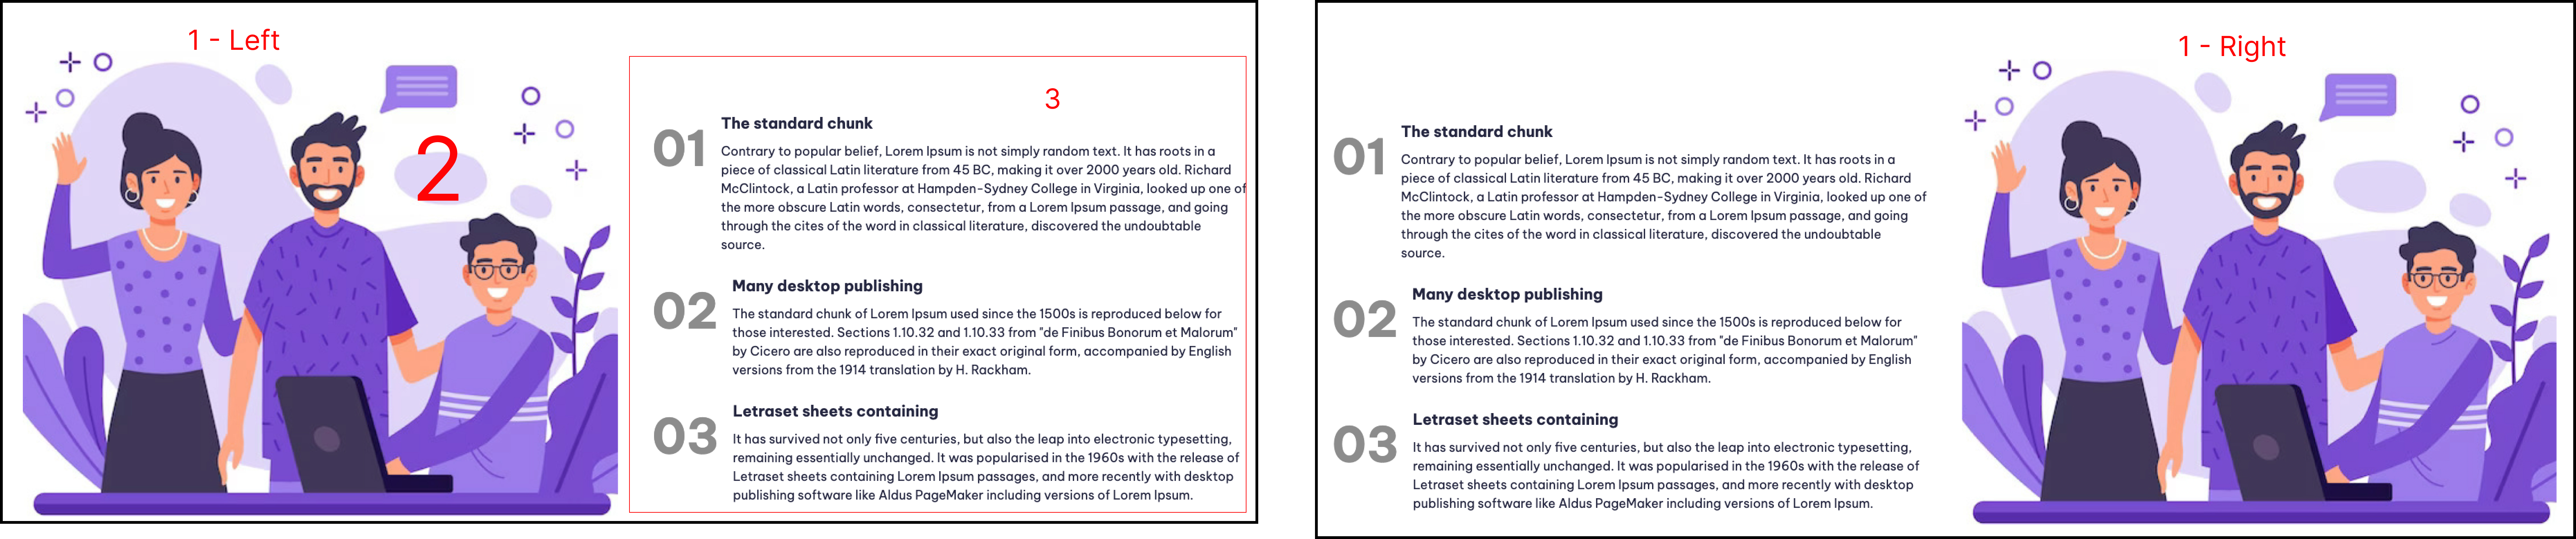 1 - Left
2
3
01
The standard chunk
Contrary to popular belief, Lorem Ipsum is not simply random text. It has roots in a
piece of classical Latin literature from 45 BC, making it over 2000 years old. Richard
McClintock, a Latin professor at Hampden-Sydney College in Virginia, looked up one of
the more obscure Latin words, consectetur, from a Lorem Ipsum passage, and going
through the cites of the word in classical literature, discovered the undoubtable
source.
02
Many desktop publishing
The standard chunk of Lorem Ipsum used since the 1500s is reproduced below for
those interested. Sections 1.10.32 and 1.10.33 from "de Finibus Bonorum et Malorum"
by Cicero are also reproduced in their exact original form, accompanied by English
versions from the 1914 translation by H. Rackham.
03
Letraset sheets containing
It has survived not only five centuries, but also the leap into electronic typesetting,
remaining essentially unchanged. It was popularised in the 1960s with the release of
Letraset sheets containing Lorem Ipsum passages, and more recently with desktop
publishing software like Aldus PageMaker including versions of Lorem Ipsum.
1 - Right
01
The standard chunk
Contrary to popular belief, Lorem Ipsum is not simply random text. It has roots in a
piece of classical Latin literature from 45 BC, making it over 2000 years old. Richard
McClintock, a Latin professor at Hampden-Sydney College in Virginia, looked up one of
the more obscure Latin words, consectetur, from a Lorem Ipsum passage, and going
through the cites of the word in classical literature, discovered the undoubtable
source.
02
Many desktop publishing
The standard chunk of Lorem Ipsum used since the 1500s is reproduced below for
those interested. Sections 1.10.32 and 1.10.33 from "de Finibus Bonorum et Malorum"
by Cicero are also reproduced in their exact original form, accompanied by English
versions from the 1914 translation by H. Rackham.
03
Letraset sheets containing
It has survived not only five centuries, but also the leap into electronic typesetting,
remaining essentially unchanged. It was popularised in the 1960s with the release of
Letraset sheets containing Lorem Ipsum passages, and more recently with desktop
publishing software like Aldus PageMaker including versions of Lorem Ipsum.